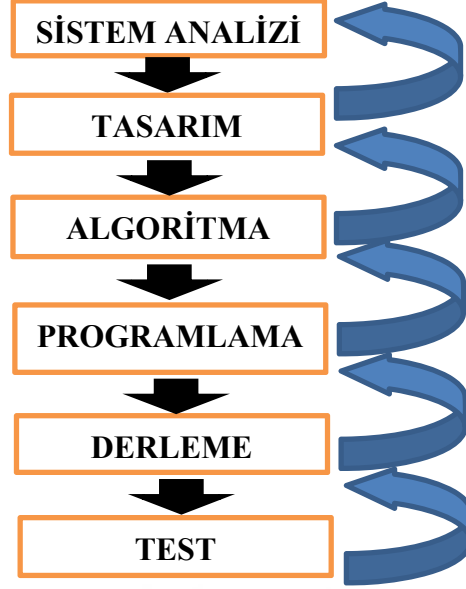 SİSTEM ANALİZİ
TASARIM
ALGORİTMA
PROGRAMLAMA
DERLEME
TEST